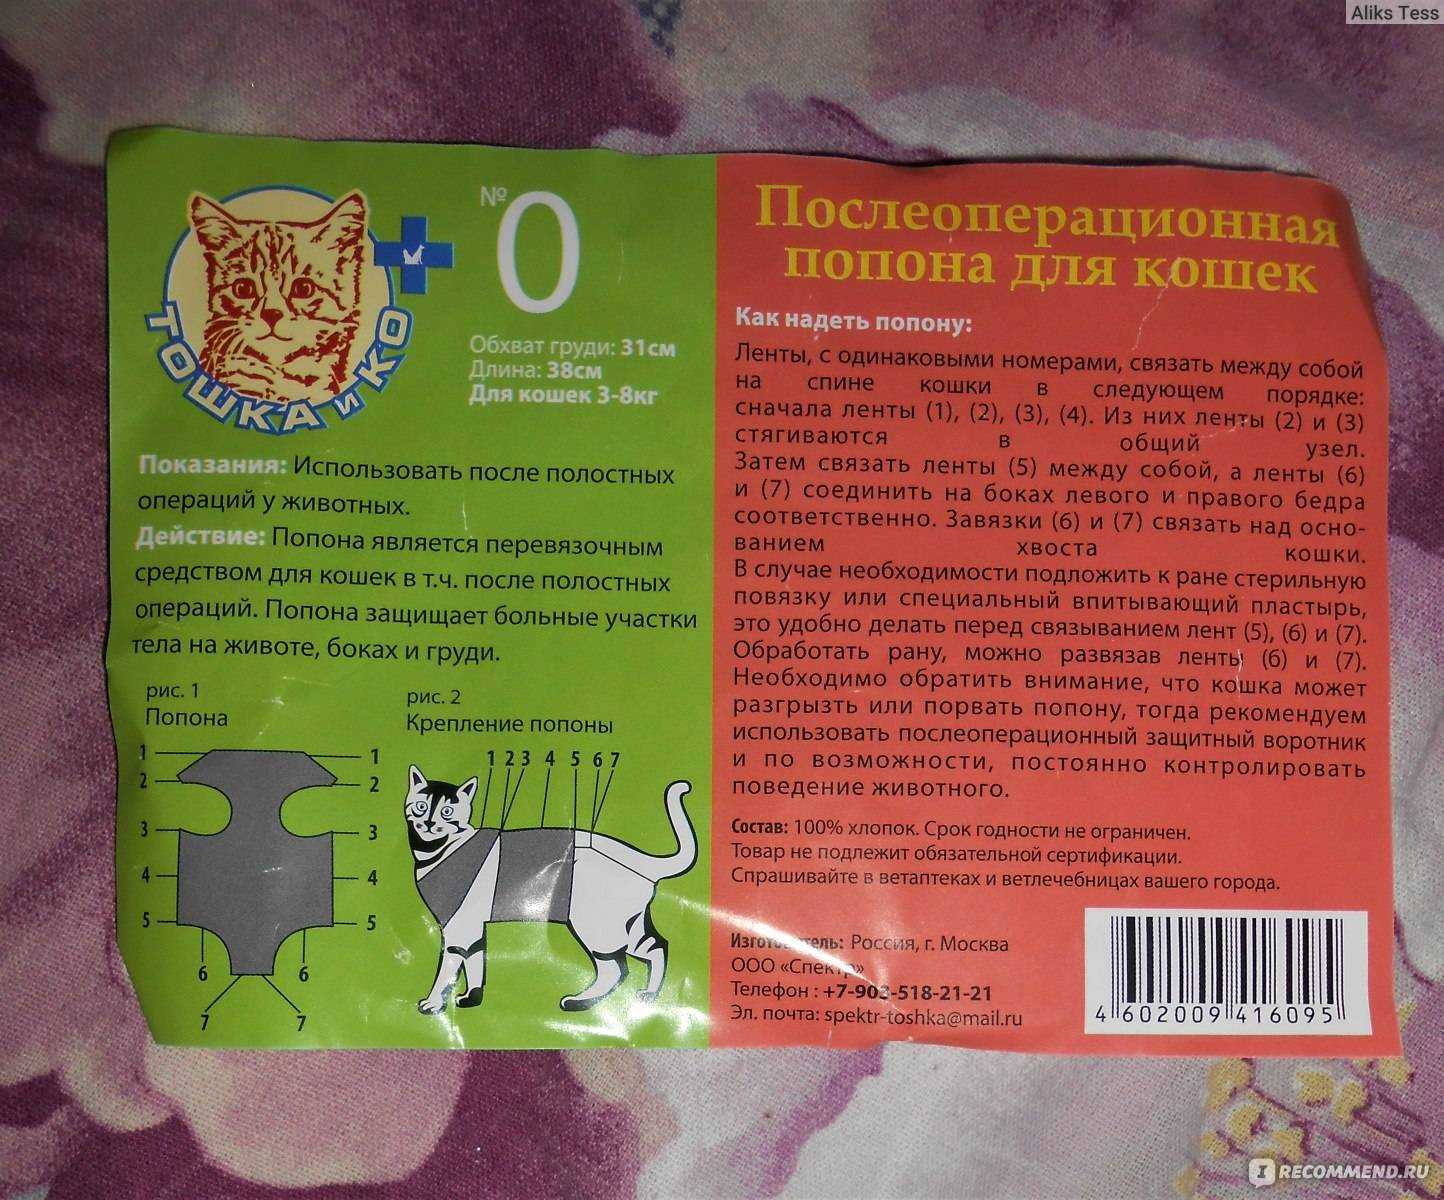 Aliks Tess
ТОШКА и КО
№ 0
Обхват груди: 31см
Длина: 38см
Для кошек 3-8кг
Показания: Использовать после полостных
операций у животных.
Действие: Попона является перевязочным
средством для кошек в т.ч. после полостных
операций. Попона защищает больные участки
тела на животе, боках и груди.
рис. 1
Попона
1 1
2 2
3 3
4 4
5 5
6 6
7 7
рис. 2
Крепление попоны
1 2 3 4 5 6 7
Послеоперационная
попона для кошек
Как надеть попону:
Ленты, с одинаковыми номерами, связать между собой
на спине кошки в следующем порядке:
сначала ленты (1), (2), (3), (4). Из них ленты (2) и (3)
стягиваются в общий узел.
Затем связать ленты (5) между собой, а ленты (6)
и (7) соединить на боках левого и правого бедра
соответственно. Завязки (6) и (7) связать над осно-
ванием хвоста кошки.
В случае необходимости подложить к ране стерильную
повязку или специальный впитывающий пластырь,
это удобно делать перед связыванием лент (5), (6) и (7).
Обработать рану, можно развязав ленты (6) и (7).
Необходимо обратить внимание, что кошка может
разгрызть или порвать попону, тогда рекомендуем
использовать послеоперационный защитный воротник
и по возможности, постоянно контролировать
поведение животного.
Состав: 100% хлопок. Срок годности не ограничен.
Товар не подлежит обязательной сертификации.
Спрашивайте в ветаптеках и ветлечебницах вашего города.
Изготовитель: Россия, г. Москва
ООО «Спектр»
Телефон : +7-903-518-21-21
Эл. почта: spektr-toshka@mail.ru
4 602009 416095
IRECOMMEND.RU